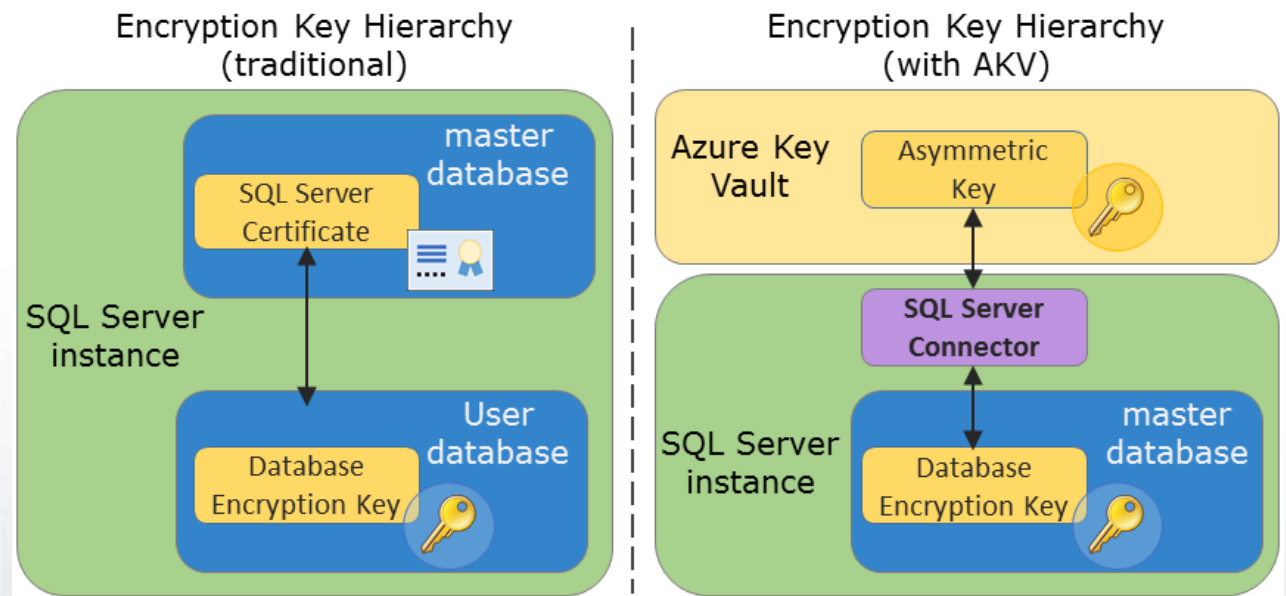 Encryption Key Hierarchy
(traditional)
master
database
SQL Server
Certificate
SQL Server
instance
User
database
Database
Encryption Key
Encryption Key Hierarchy
(with AKV)
Azure Key
Vault
Asymmetric
Key
SQL Server
Connector
SQL Server
instance
master
database
Database
Encryption Key